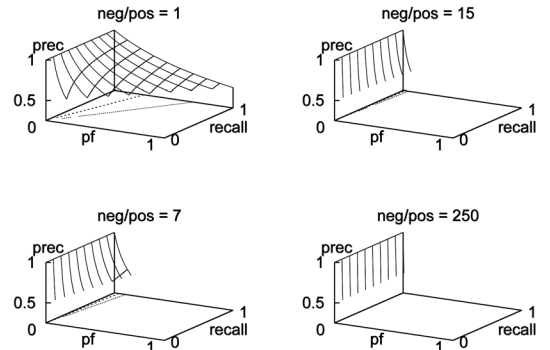 neg/pos = 1
prec
1
0.5
0
pf
1
0
recall
1
neg/pos = 15
prec
1
0.5
0
pf
1
0
recall
1
neg/pos = 7
prec
1
0.5
0
pf
1
0
recall
1
neg/pos = 250
prec
1
0.5
0
pf
1
0
recall
1